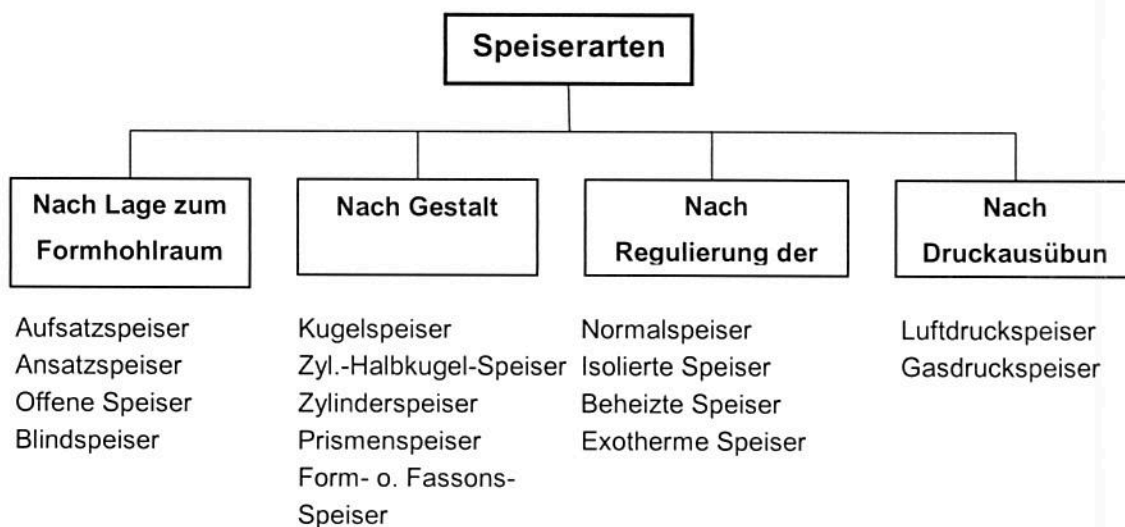 Speiserarten
Nach Lage zum
Formhohlraum
Aufsatzspeiser
Ansatzspeiser
Offene Speiser
Blindspeiser
Nach Gestalt
Kugelspeiser
Zyl.-Halbkugel-Speiser
Zylinderspeiser
Prismenspeiser
Form- o. Fassons-
Speiser
Nach
Regulierung der
Normalspeiser
Isolierte Speiser
Beheizte Speiser
Exotherme Speiser
Nach
Druckausübun
Luftdruckspeiser
Gasdruckspeiser